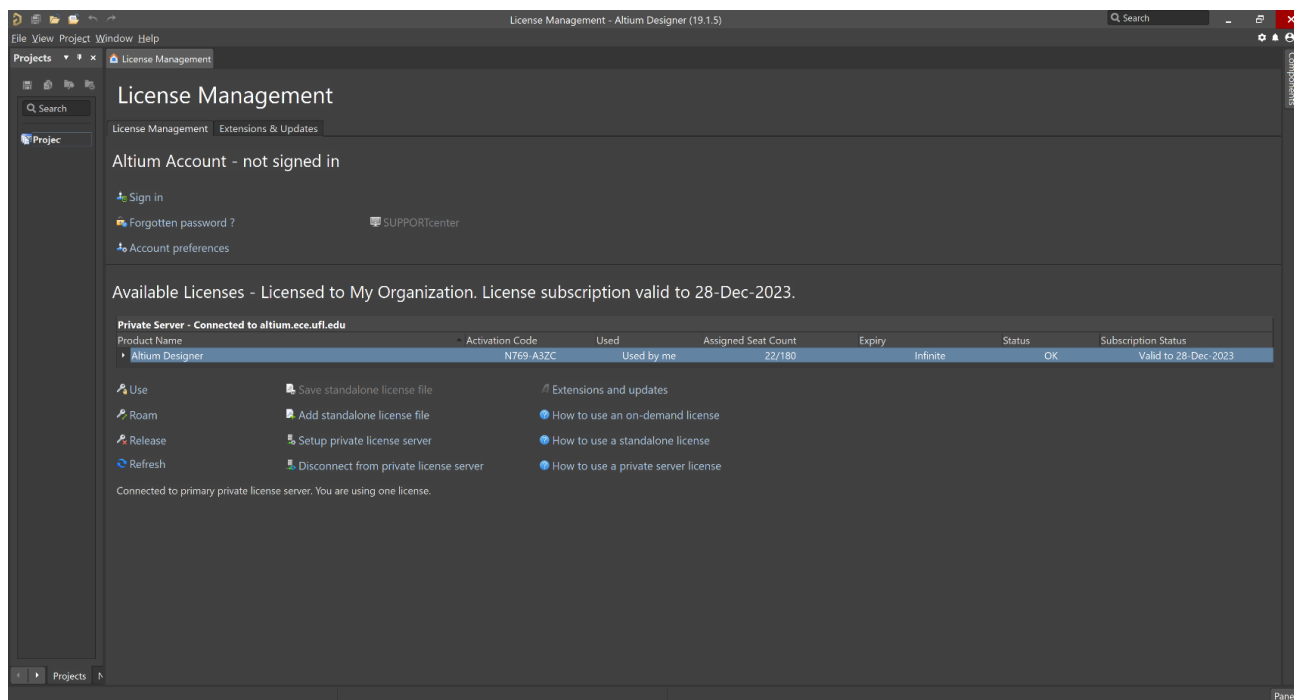 License Management - Altium Designer (19.1.5)
Search
File View Project Window Help
Projects
License Management
Components
Search
License Management
License Management Extensions & Updates
Projec
Altium Account - not signed in
Sign in
Forgotten password ? SUPPORTcenter
Account preferences
Available Licenses - Licensed to My Organization. License subscription valid to 28-Dec-2023.
Private Server - Connected to altium.ece.ufl.edu
Product Name Activation Code Used Assigned Seat Count Expiry Status Subscription Status
Altium Designer N769-A3ZC Used by me 22/180 Infinite OK Valid to 28-Dec-2023
Use Save standalone license file Extensions and updates
Roam Add standalone license file How to use an on-demand license
Release Setup private license server How to use a standalone license
Refresh Disconnect from private license server How to use a private server license
Connected to primary private license server. You are using one license.
Projects N
Pane